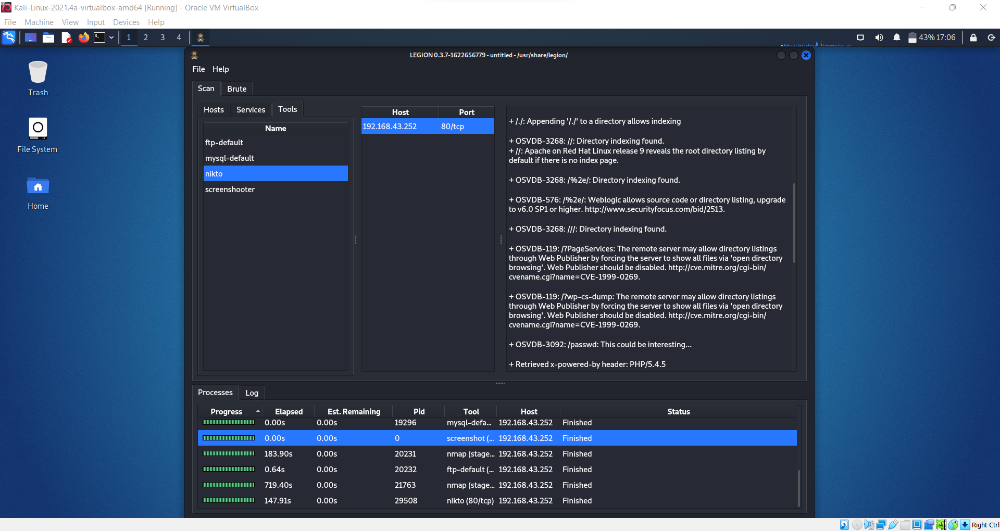 Kali-Linux-2021.4a-virtualbox-amd64 [Running] - Oracle VM VirtualBox
File Machine View Input Devices Help
1 2 3 4
43% 17:06
LEGION 0.3.7-1622656779 - untitled - /usr/share/legion/
File Help
Trash
File System
Home
Scan Brute
Hosts Services Tools
Name
ftp-default
mysql-default
nikto
screenshooter
Host Port
192.168.43.252 80/tcp
+ /./: Appending '/./' to a directory allows indexing
+ OSVDB-3268: //: Directory indexing found.
+ //: Apache on Red Hat Linux release 9 reveals the root directory listing by
default if there is no index page.
+ OSVDB-3268: /%2e/: Directory indexing found.
+ OSVDB-576: /%2e/: Weblogic allows source code or directory listing, upgrade
to v6.0 SP1 or higher. http://www.securityfocus.com/bid/2513.
+ OSVDB-3268: ///: Directory indexing found.
+ OSVDB-119: /?PageServices: The remote server may allow directory listings
through Web Publisher by forcing the server to show all files via 'open directory
browsing'. Web Publisher should be disabled. http://cve.mitre.org/cgi-bin/
cvename.cgi?name=CVE-1999-0269.
+ OSVDB-119: /?wp-cs-dump: The remote server may allow directory listings
through Web Publisher by forcing the server to show all files via 'open directory
browsing'. Web Publisher should be disabled. http://cve.mitre.org/cgi-bin/
cvename.cgi?name=CVE-1999-0269.
+ OSVDB-3092: /passwd: This could be interesting...
+ Retrieved x-powered-by header: PHP/5.4.5
Processes Log
Progress Elapsed Est. Remaining Pid Tool Host Status
0.00s 0.00s 19296 mysql-defa... 192.168.43.252 Finished
0.00s 0.00s 0 screenshot (... 192.168.43.252 Finished
183.90s 0.00s 20231 nmap (stage... 192.168.43.252 Finished
0.64s 0.00s 20232 ftp-default (... 192.168.43.252 Finished
719.40s 0.00s 21763 nmap (stage... 192.168.43.252 Finished
147.91s 0.00s 29508 nikto (80/tcp) 192.168.43.252 Finished
Right Ctrl